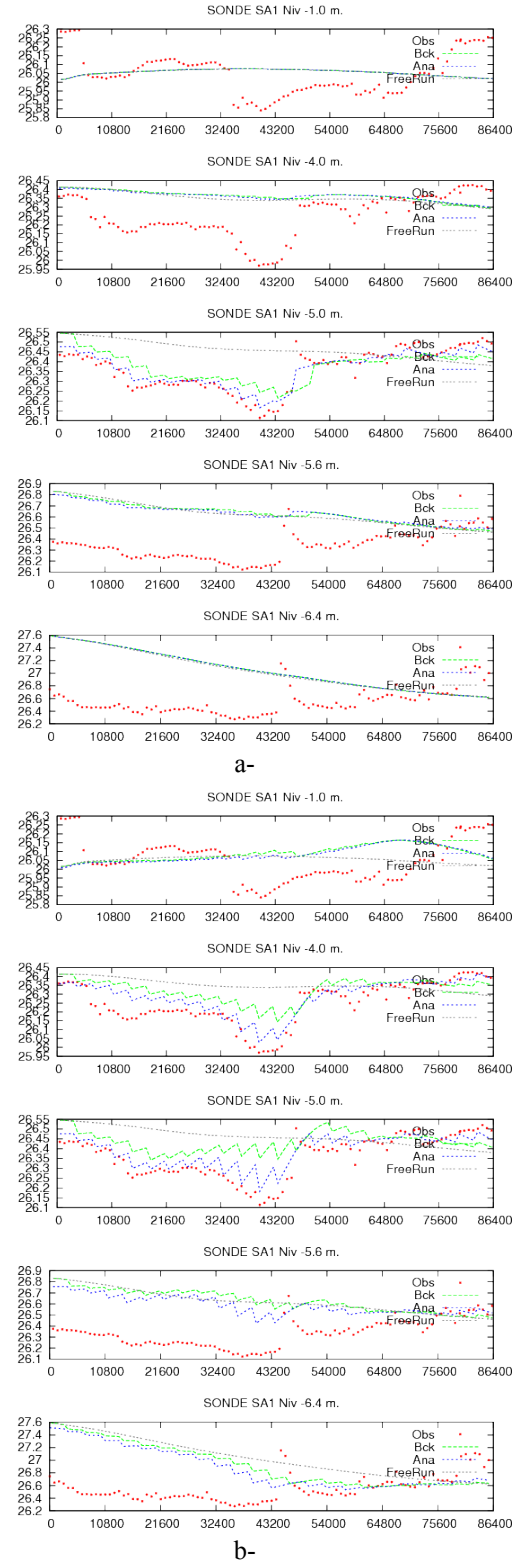 SONDE SA1 Niv -1.0 m.
26.3
26.25
26.2
26.15
26.1
26.05
26
25.95
25.9
25.85
25.8
Obs
Bck
Ana
FreeRun
0 10800 21600 32400 43200 54000 64800 75600 86400
SONDE SA1 Niv -4.0 m.
26.45
26.4
26.35
26.3
26.25
26.2
26.15
26.1
26.05
26
25.95
Obs
Bck
Ana
FreeRun
0 10800 21600 32400 43200 54000 64800 75600 86400
SONDE SA1 Niv -5.0 m.
26.55
26.5
26.45
26.4
26.35
26.3
26.25
26.2
26.15
26.1
Obs
Bck
Ana
FreeRun
0 10800 21600 32400 43200 54000 64800 75600 86400
SONDE SA1 Niv -5.6 m.
26.9
26.8
26.7
26.6
26.5
26.4
26.3
26.2
26.1
Obs
Bck
Ana
FreeRun
0 10800 21600 32400 43200 54000 64800 75600 86400
SONDE SA1 Niv -6.4 m.
27.6
27.4
27.2
27
26.8
26.6
26.4
26.2
Obs
Bck
Ana
FreeRun
0 10800 21600 32400 43200 54000 64800 75600 86400
a-
SONDE SA1 Niv -1.0 m.
26.3
26.25
26.2
26.15
26.1
26.05
26
25.95
25.9
25.85
25.8
Obs
Bck
Ana
FreeRun
0 10800 21600 32400 43200 54000 64800 75600 86400
SONDE SA1 Niv -4.0 m.
26.45
26.4
26.35
26.3
26.25
26.2
26.15
26.1
26.05
26
25.95
Obs
Bck
Ana
FreeRun
0 10800 21600 32400 43200 54000 64800 75600 86400
SONDE SA1 Niv -5.0 m.
26.55
26.5
26.45
26.4
26.35
26.3
26.25
26.2
26.15
26.1
Obs
Bck
Ana
FreeRun
0 10800 21600 32400 43200 54000 64800 75600 86400
SONDE SA1 Niv -5.6 m.
26.9
26.8
26.7
26.6
26.5
26.4
26.3
26.2
26.1
Obs
Bck
Ana
FreeRun
0 10800 21600 32400 43200 54000 64800 75600 86400
SONDE SA1 Niv -6.4 m.
27.6
27.4
27.2
27
26.8
26.6
26.4
26.2
Obs
Bck
Ana
FreeRun
0 10800 21600 32400 43200 54000 64800 75600 86400
b-